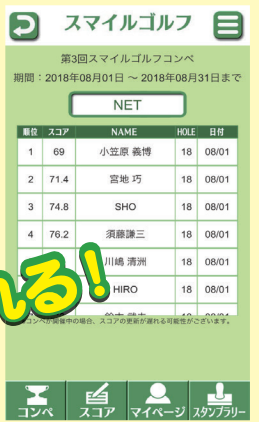 スマイルゴルフ
第3回スマイルゴルフコンペ
期間：2018年08月01日 ～ 2018年08月31日まで
NET
順位 スコア NAME HOLE 日付
1 69 小笠原 義博 18 08/01
2 71.4 宮地 巧 18 08/01
3 74.8 SHO 18 08/01
4 76.2 須藤謙三 18 08/01
川嶋 清洲 18 08/01
HIRO 18 08/01
れる!
コンペが開催中の場合、スコアの更新が遅れる可能性がございます。
コンペ スコア マイページ スタンプラリー